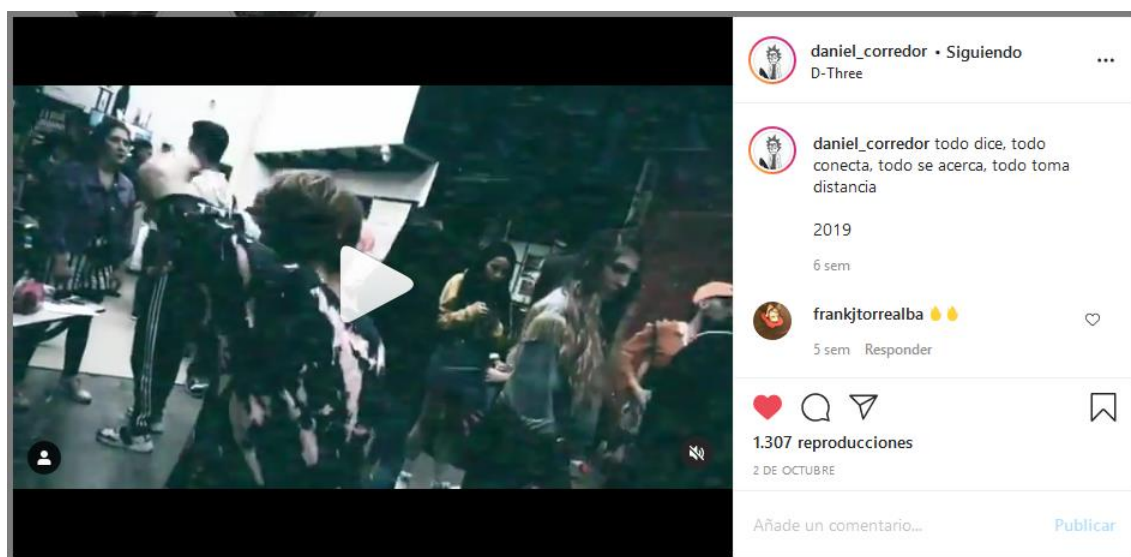 daniel_corredor • Siguiendo
D-Three
daniel_corredor todo dice, todo
conecta, todo se acerca, todo toma
distancia
2019
6 sem
frankjtorrealba
5 sem Responder
1.307 reproducciones
2 DE OCTUBRE
Añade un comentario...
Publicar